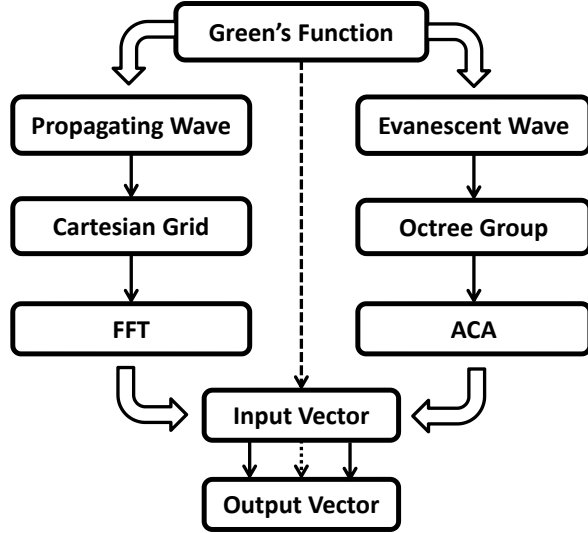 Green's Function
Propagating Wave
Evanescent Wave
Cartesian Grid
Octree Group
FFT
ACA
Input Vector
Output Vector